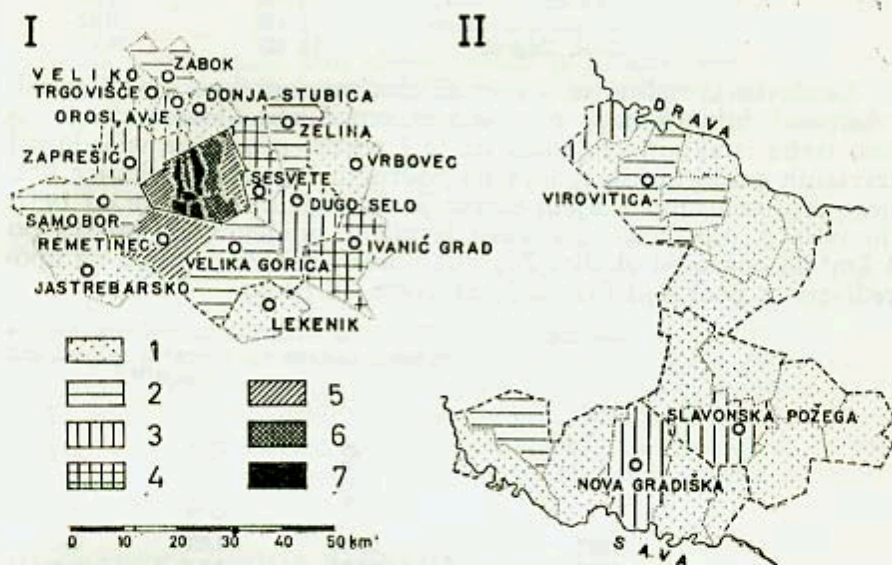 I
ZABOK
VELIKO
TRGOVIŠĆE
DONJA-STUBICA
OROSLAVJE
ZELINA
ZAPREŠIĆ
VRBOVEC
SESVETE
DUGO SELO
SAMOBOR
REMETINEC
IVANIĆ GRAD
VELIKA GORICA
JASTREBARSKO
LEKENIK
1
2
3
4
5
6
7
0 10 20 30 40 50 km
II
DRAVA
VIROVITICA
SLAVONSKA POŽEGA
NOVA GRADIŠKA
SAVA